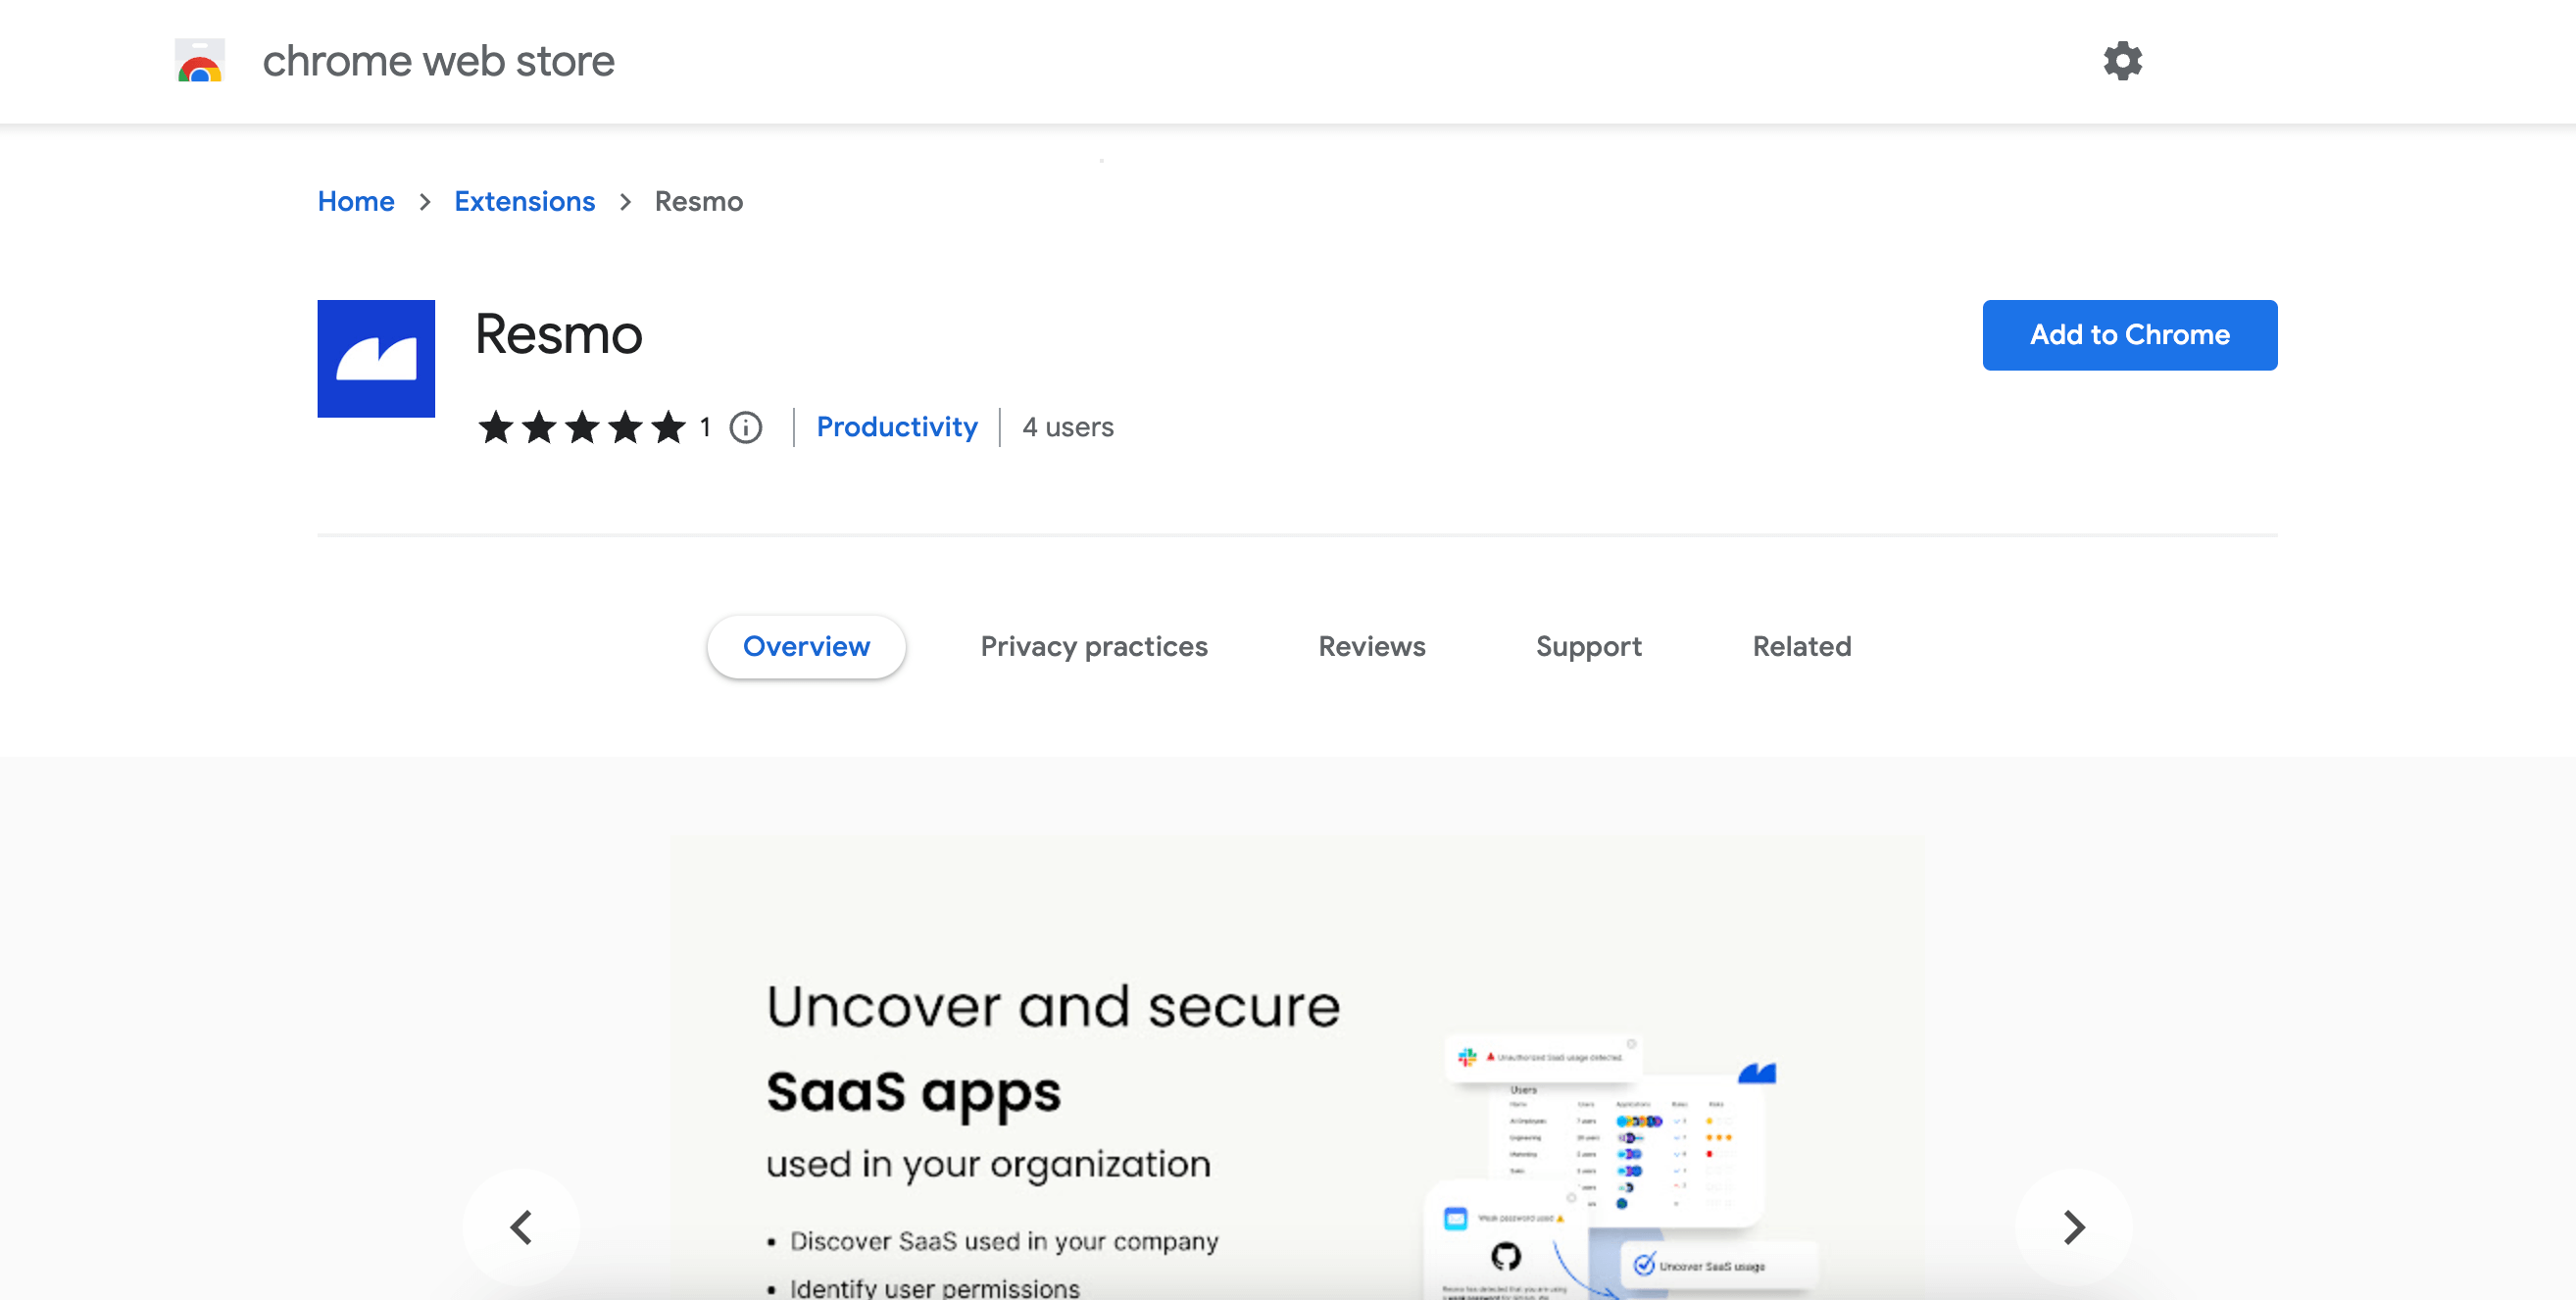 chrome web store
Home > Extensions > Resmo
Resmo
Add to Chrome
1 Productivity 4 users
Overview Privacy practices Reviews Support Related
Uncover and secure
SaaS apps
used in your organization
• Discover SaaS used in your company
• Identify user permissions
Unauthorized SaaS usage detected.
Users
Weak password used
Uncover SaaS usage